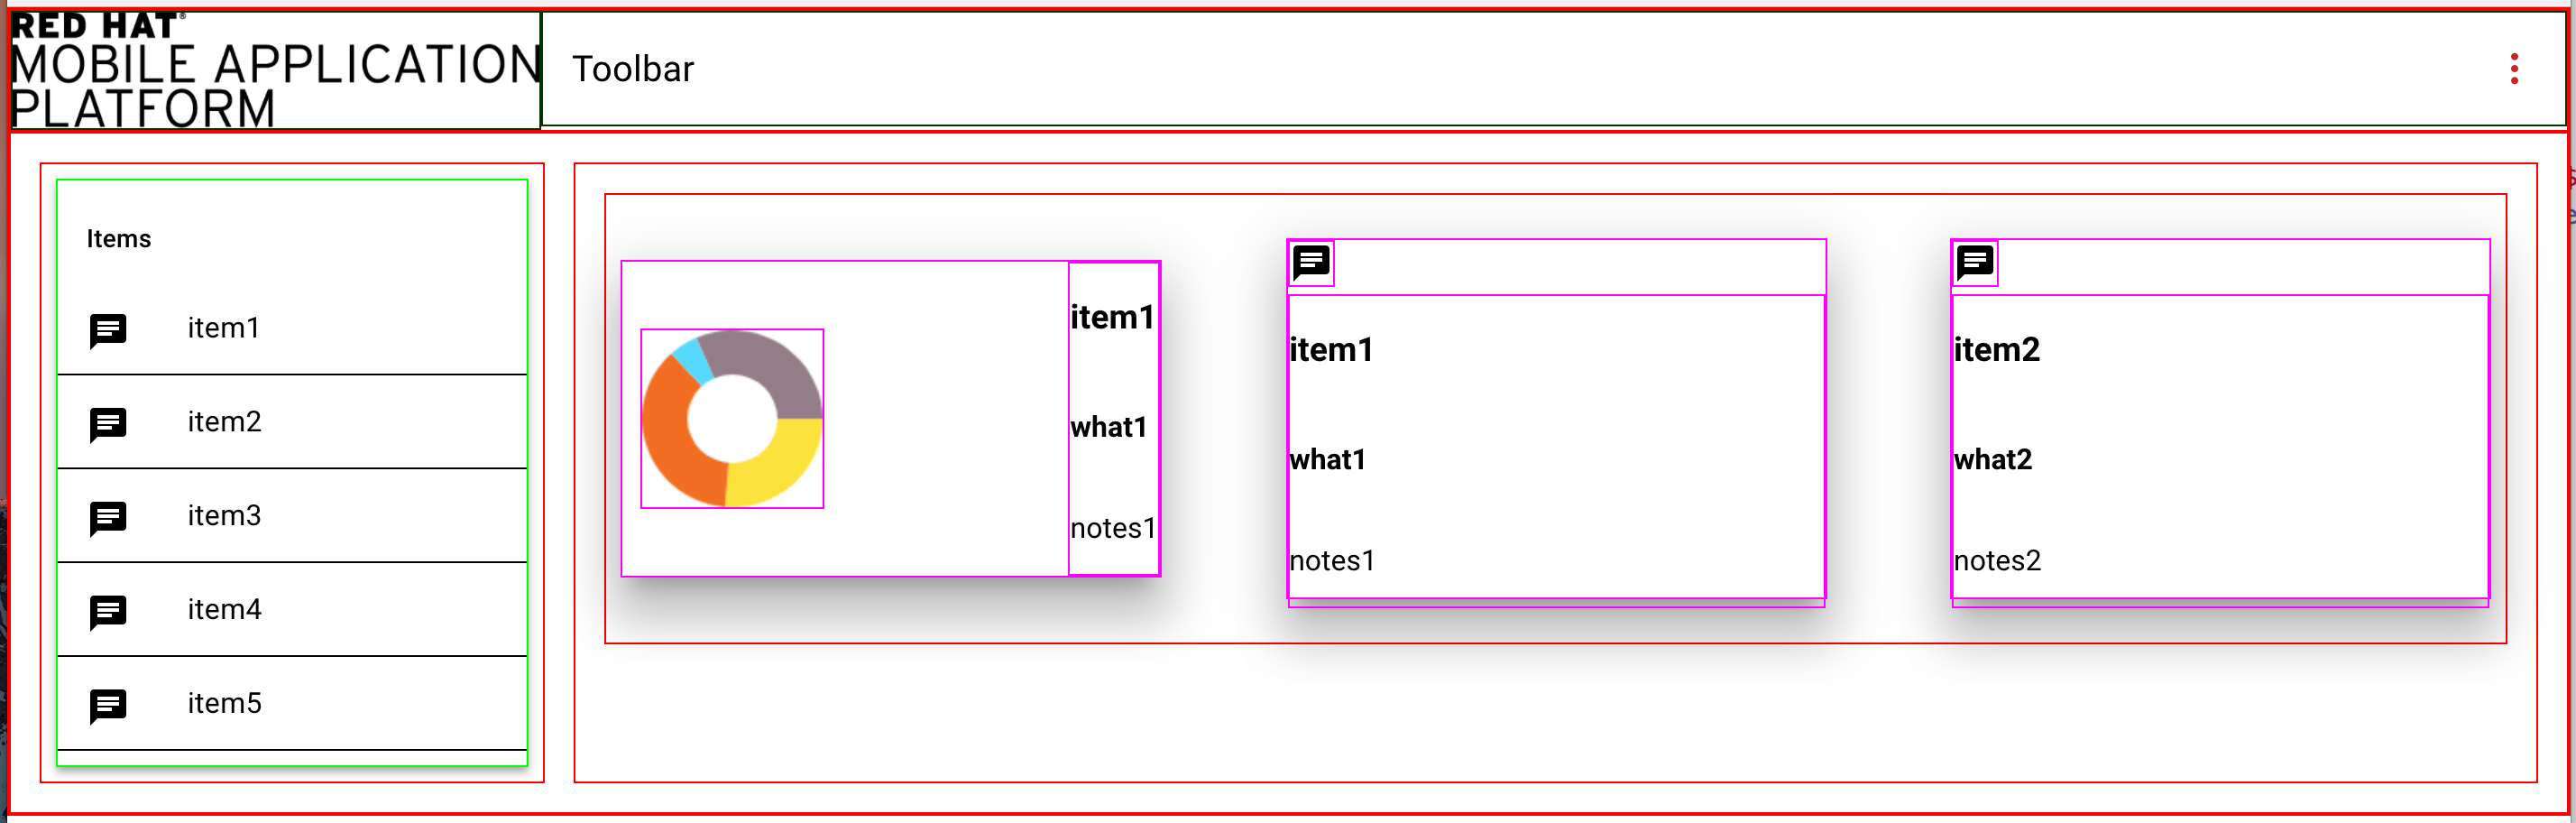 RED HAT®
MOBILE APPLICATION
PLATFORM
Toolbar
Items
item1
item2
item3
item4
item5
item1
what1
notes1
item1
what1
notes1
item2
what2
notes2